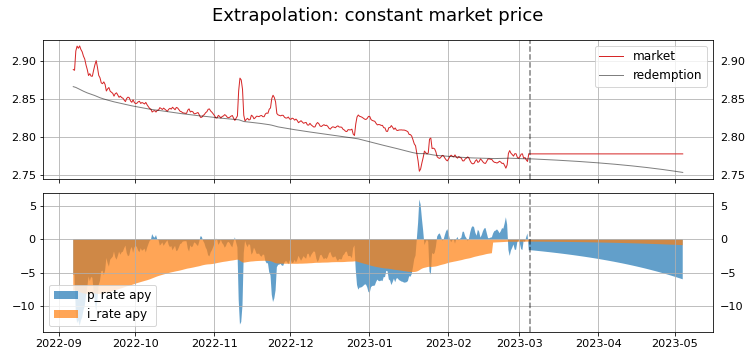 Extrapolation: constant market price
2.90
2.85
2.80
2.75
market
redemption
2.90
2.85
2.80
2.75
5
0
−5
−10
p_rate apy
i_rate apy
5
0
−5
−10
2022-09 2022-10 2022-11 2022-12 2023-01 2023-02 2023-03 2023-04 2023-05